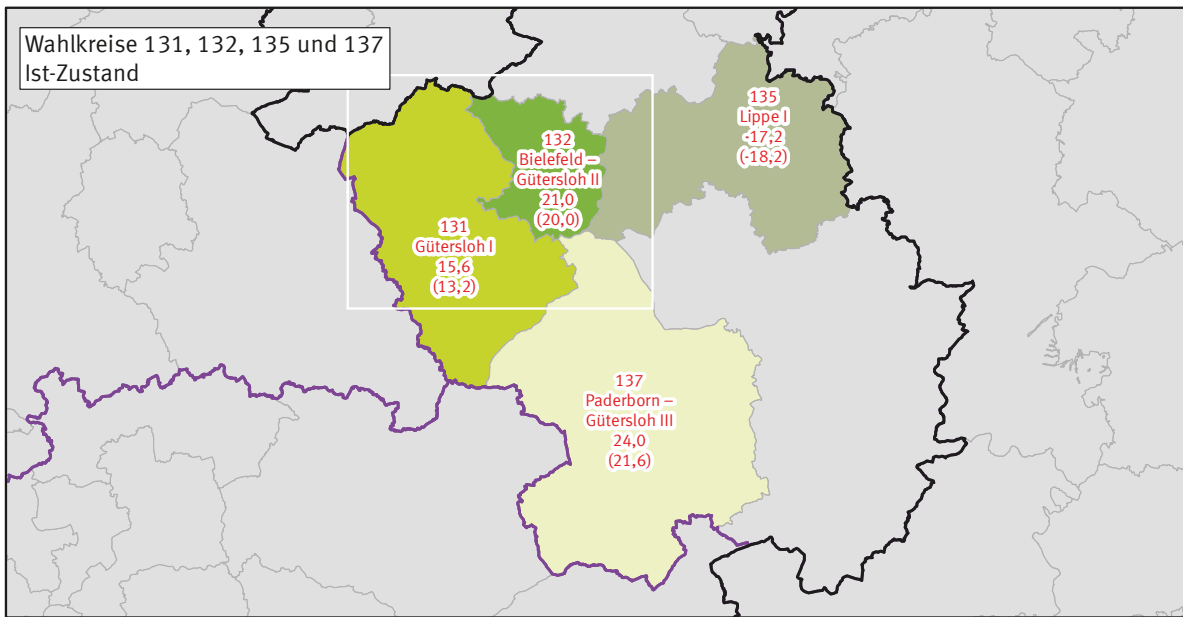 Wahlkreise 131, 132, 135 und 137
Ist-Zustand
135
Lippe I
-17,2
(-18,2)
132
Bielefeld –
Gütersloh II
21,0
(20,0)
131
Gütersloh I
15,6
(13,2)
137
Paderborn –
Gütersloh III
24,0
(21,6)